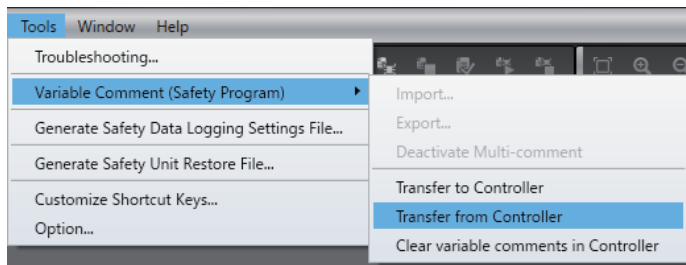 Tools Window Help
Troubleshooting...
Variable Comment (Safety Program)
Generate Safety Data Logging Settings File...
Generate Safety Unit Restore File...
Customize Shortcut Keys...
Option...
Import...
Export...
Deactivate Multi-comment
Transfer to Controller
Transfer from Controller
Clear variable comments in Controller